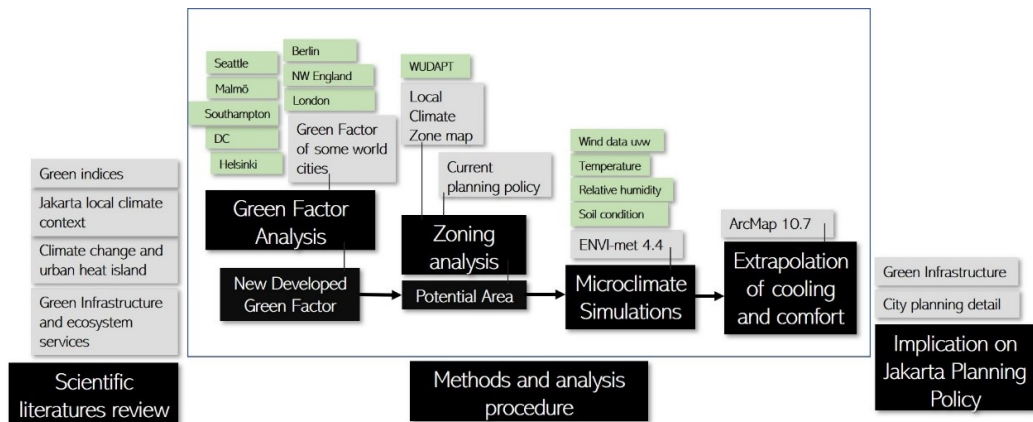 Green indices
Jakarta local climate
context
Climate change and
urban heat island
Green Infrastructure
and ecosystem
services
Scientific
literatures review
Seattle
Malmö
Southampton
DC
Helsinki
Berlin
NW England
London
Green Factor
of some world
cities
Green Factor
Analysis
New Developed
Green Factor
WUDAPT
Local
Climate
Zone map
Current
planning policy
Zoning
analysis
Potential Area
Wind data uvw
Temperature
Relative humidity
Soil condition
ENVI-met 4.4
Microclimate
Simulations
ArcMap 10.7
Extrapolation
of cooling
and comfort
Methods and analysis
procedure
Green Infrastructure
City planning detail
Implication on
Jakarta Planning
Policy